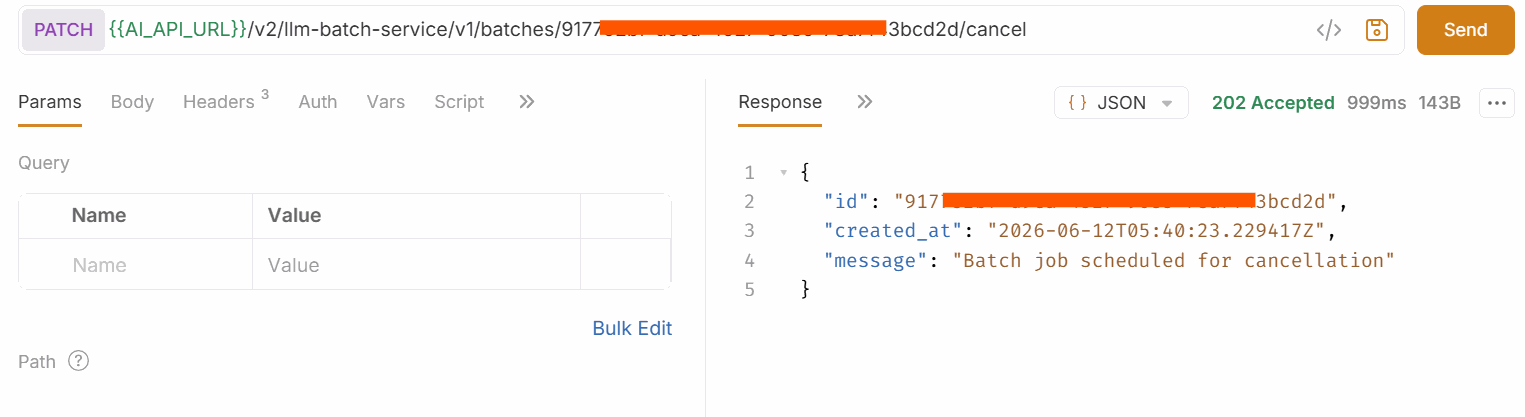 PATCH {{AI_API_URL}}/v2/llm-batch-service/v1/batches/9177 3bcd2d/cancel </> Send
Params Body Headers 3 Auth Vars Script
Query
Name Value
Name Value
Bulk Edit
Path ?
Response { } JSON 202 Accepted 999ms 143B ...
1 {
2 "id": "917 3bcd2d",
3 "created_at": "2026-06-12T05:40:23.229417Z",
4 "message": "Batch job scheduled for cancellation"
5 }